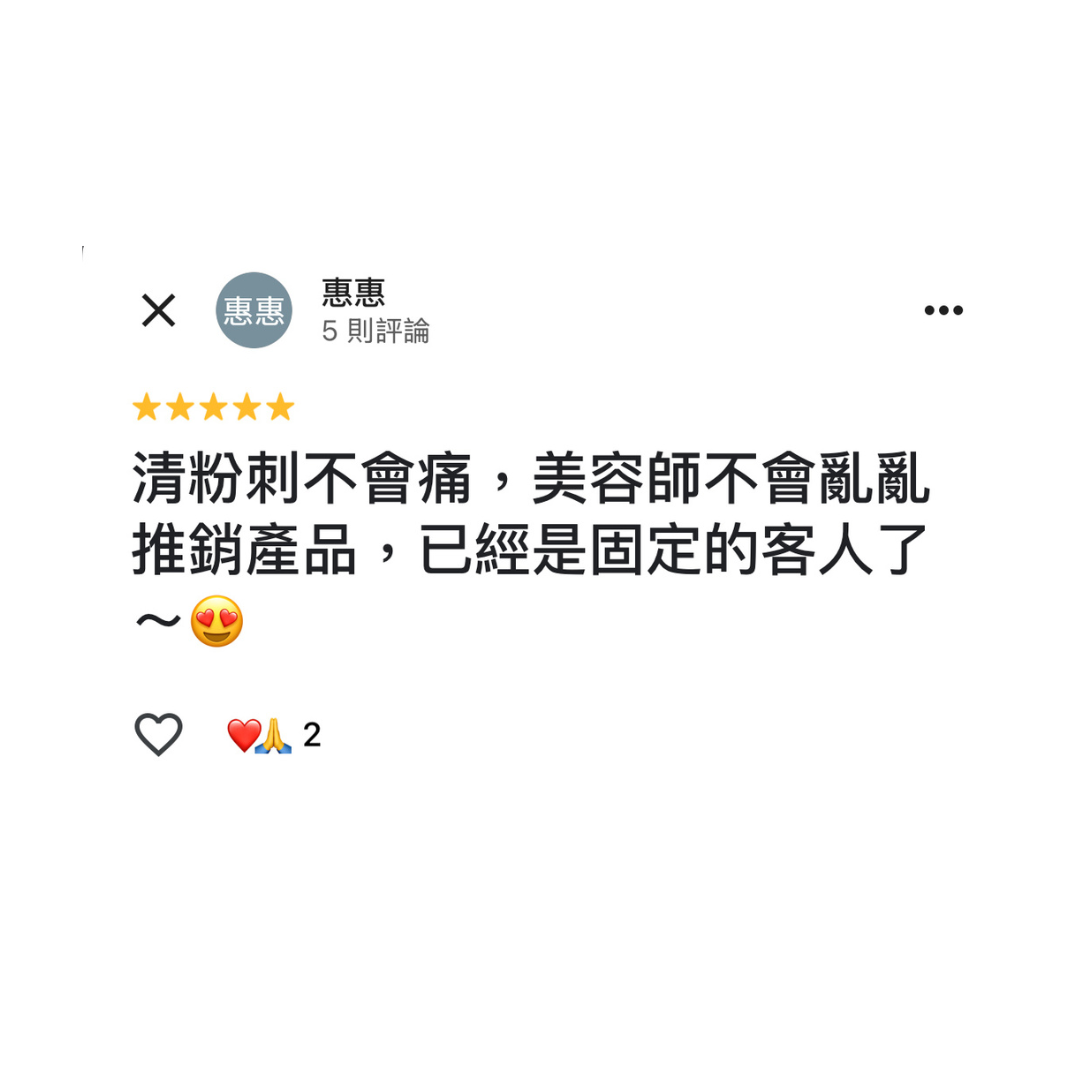 惠惠
惠惠
5 則評論
清粉刺不會痛，美容師不會亂亂
推銷產品，已經是固定的客人了
～😍
❤️🙏 2